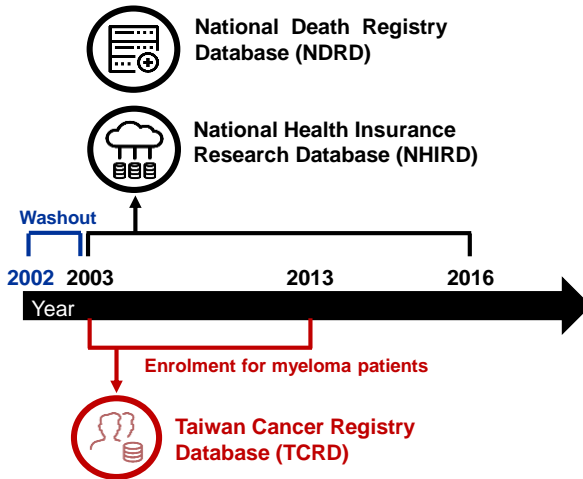 National Death Registry
Database (NDRD)
National Health Insurance
Research Database (NHIRD)
Washout
2002 2003 2013 2016
Year
Enrolment for myeloma patients
Taiwan Cancer Registry
Database (TCRD)